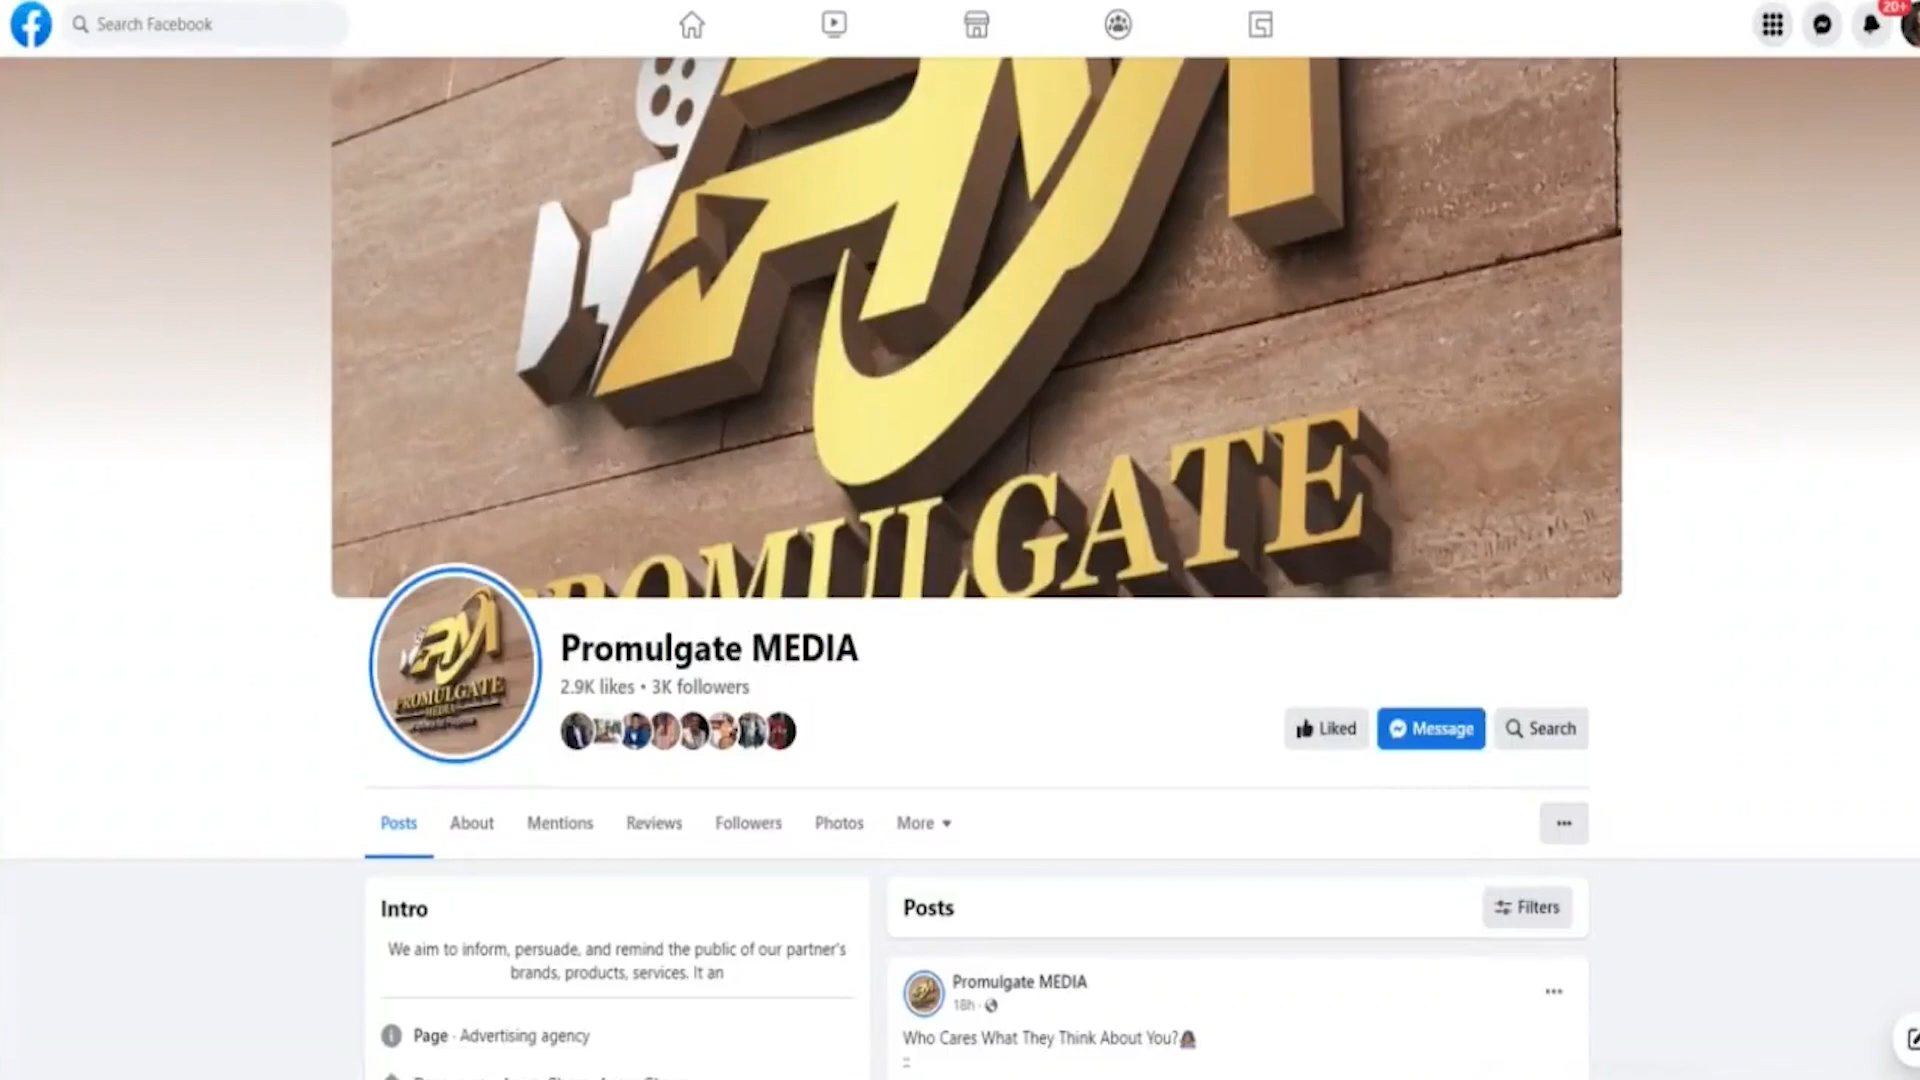 Search Facebook
20+
PROMULGATE
PROMULGATE
MEDIA
Promulgate MEDIA
2.9K likes • 3K followers
Liked
Message
Search
Posts
About
Mentions
Reviews
Followers
Photos
More
Intro
We aim to inform, persuade, and remind the public of our partner's
brands, products, services. It an
Page · Advertising agency
Posts
Filters
Promulgate MEDIA
18h ·
Who Cares What They Think About You?